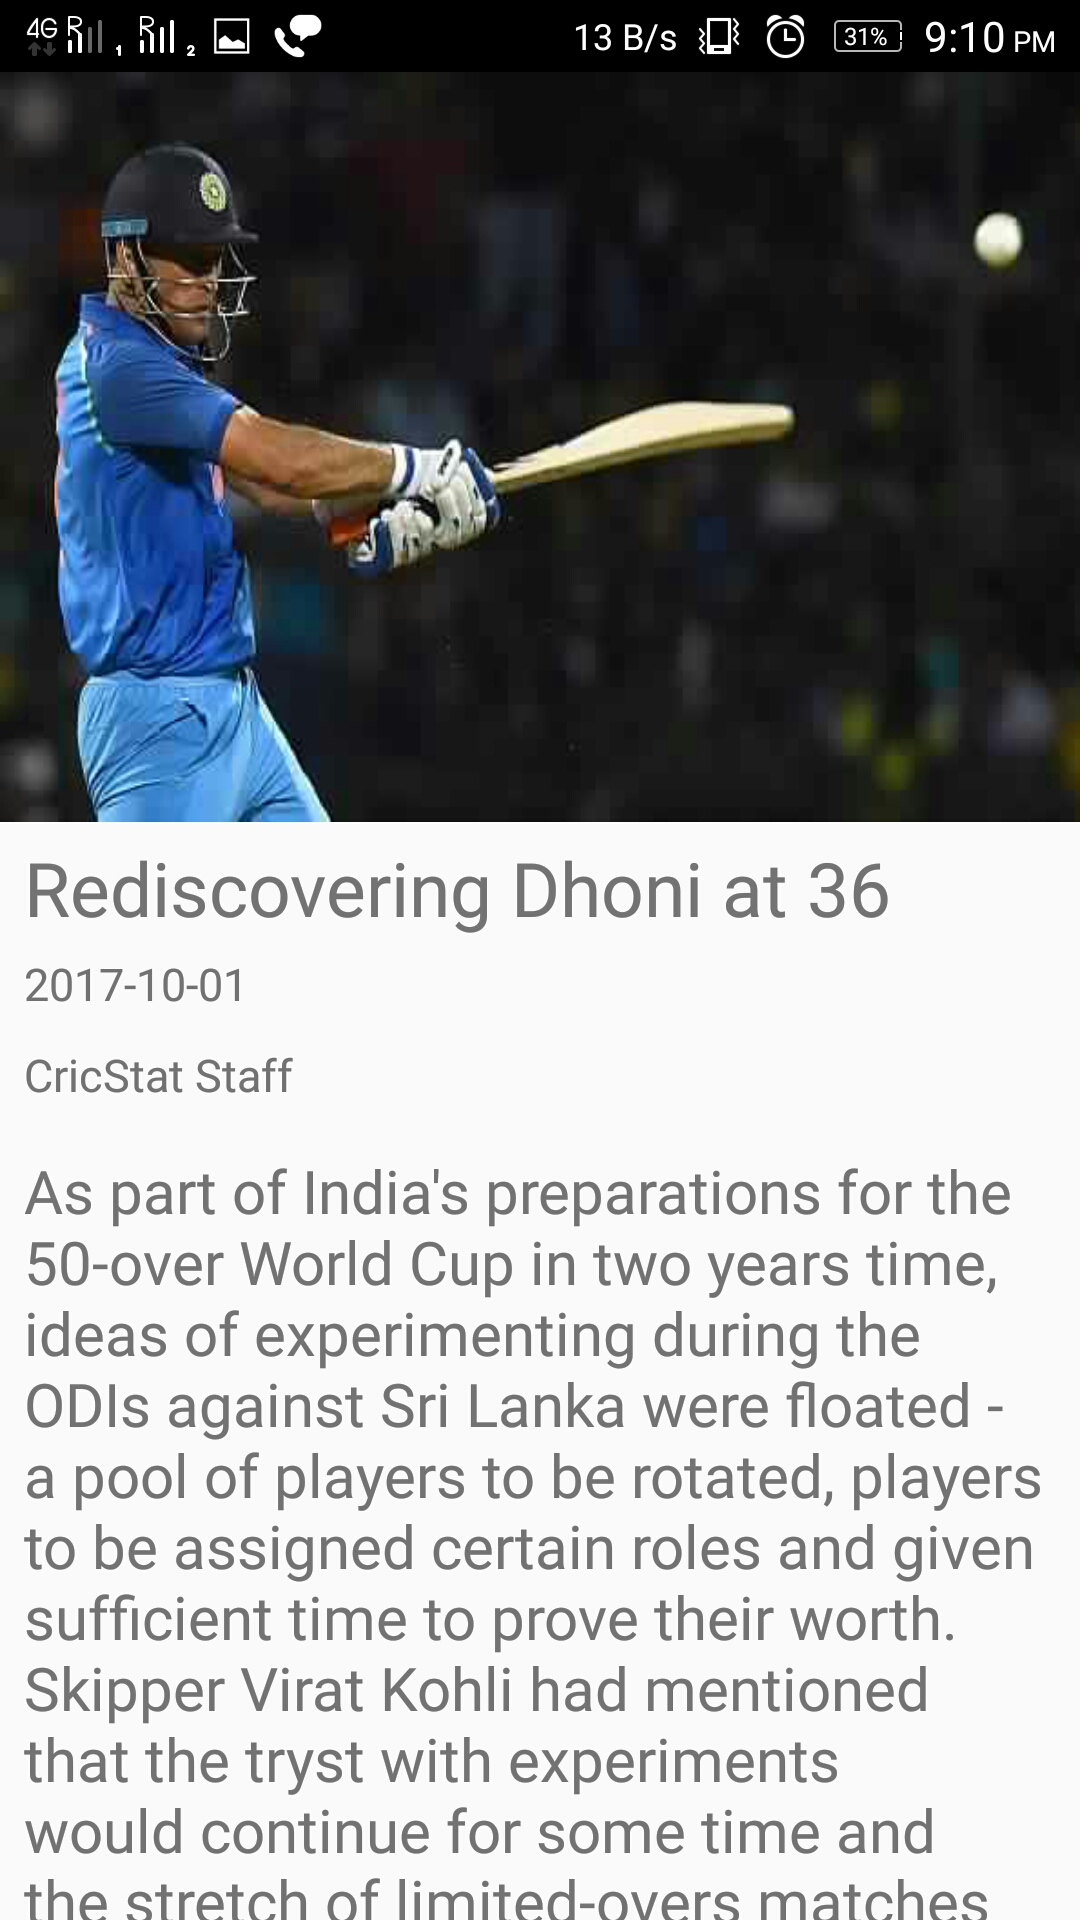 4G R 1 R 2 13 B/s 31% 9:10 PM
Rediscovering Dhoni at 36
2017-10-01
CricStat Staff
As part of India's preparations for the
50-over World Cup in two years time,
ideas of experimenting during the
ODIs against Sri Lanka were floated -
a pool of players to be rotated, players
to be assigned certain roles and given
sufficient time to prove their worth.
Skipper Virat Kohli had mentioned
that the tryst with experiments
would continue for some time and
the stretch of limited-overs matches